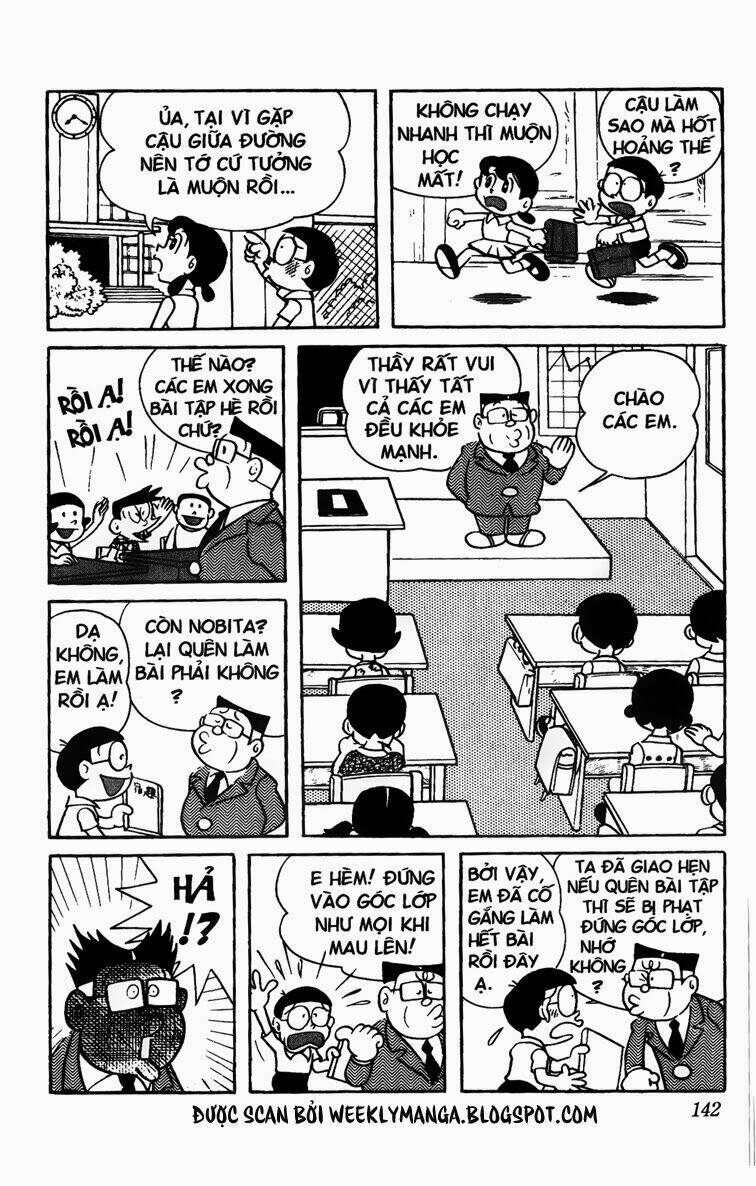 CẬU LÀM
SAO MÀ HỐT
HOẢNG THẾ
?
KHÔNG CHẠY
NHANH THÌ MUỘN
HỌC
MẤT!
ỦA, TẠI VÌ GẶP
CẬU GIỮA ĐƯỜNG
NÊN TỚ CỨ TƯỞNG
LÀ MUỘN RỒI...
CHÀO
CÁC EM.
THẦY RẤT VUI
VÌ THẤY TẤT
CẢ CÁC EM
ĐỀU KHỎE
MẠNH.
THẾ NÀO?
CÁC EM XONG
BÀI TẬP HÈ RỒI
CHỨ?
RỒI Ạ!
RỒI Ạ!
CÒN NOBITA?
LẠI QUÊN LÀM
BÀI PHẢI KHÔNG
?
DẠ
KHÔNG,
EM LÀM
RỒI Ạ!
TA ĐÃ GIAO HẸN
NẾU QUÊN BÀI TẬP
THÌ SẼ BỊ PHẠT
ĐỨNG GÓC LỚP,
NHỚ
KHÔNG
?
BỞI VẬY,
EM ĐÃ CỐ
GẮNG LÀM
HẾT BÀI
RỒI ĐÂY
Ạ.
E HÈM! ĐỨNG
VÀO GÓC LỚP
NHƯ MỌI KHI
MAU LÊN!
HẢ
!?
ĐƯỢC SCAN BỞI WEEKLYMANGA.BLOGSPOT.COM
142